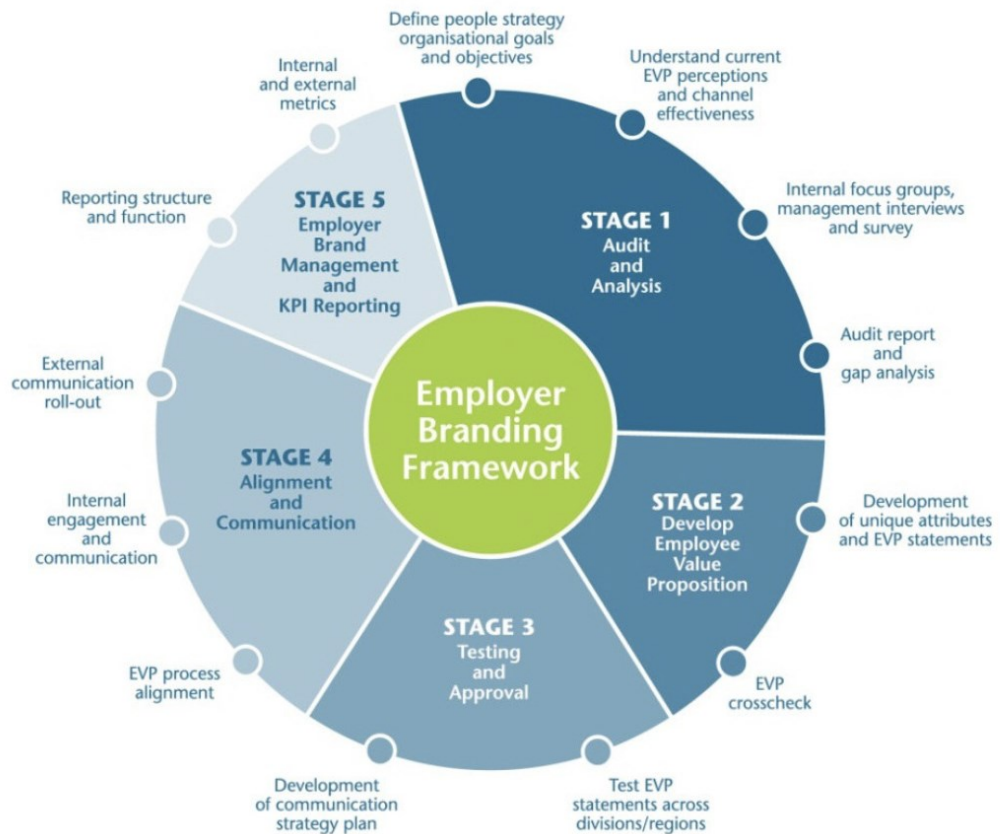 Define people strategy
organisational goals
and objectives
Understand current
EVP perceptions
and channel
effectiveness
Internal focus groups,
management interviews
and survey
Audit report
and
gap analysis
Development
of unique attributes
and EVP statements
EVP
crosscheck
Test EVP
statements across
divisions/regions
Development
of communication
strategy plan
EVP process
alignment
Internal
engagement
and
communication
External
communication
roll-out
Reporting structure
and function
Internal
and external
metrics
STAGE 1
Audit
and
Analysis
STAGE 2
Develop
Employee
Value
Proposition
STAGE 3
Testing
and
Approval
STAGE 4
Alignment
and
Communication
STAGE 5
Employer
Brand
Management
and
KPI Reporting
Employer
Branding
Framework